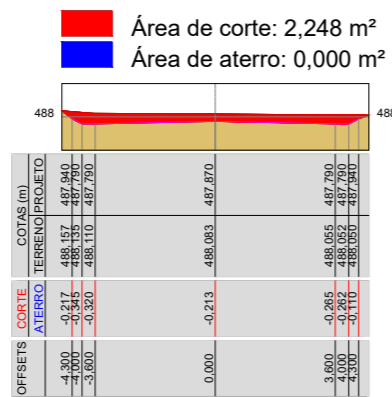 Área de corte: 2,248 m²
Área de aterro: 0,000 m²
488 488
COTAS (m)
PROJETO 487,940 487,790 487,790 487,870 487,790 487,790 487,940
TERRENO 488,157 488,135 488,110 488,083 488,055 488,052 488,050
CORTE
ATERRO -0,217 -0,345 -0,320 -0,213 -0,265 -0,262 -0,110
OFFSETS -4,300 -4,000 -3,600 0,000 3,600 4,000 4,300